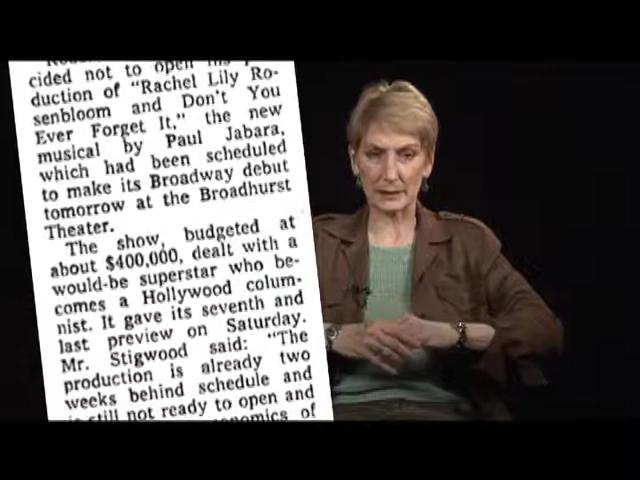 cided not to open his p
duction of "Rachel Lily Ro-
senbloom and Don't You
Ever Forget It," the new
musical by Paul Jabara,
which had been scheduled
to make its Broadway debut
tomorrow at the Broadhurst
Theater.
The show, budgeted at
about $400,000, dealt with a
would-be superstar who be-
comes a Hollywood colum-
nist. It gave its seventh and
last preview on Saturday.
Mr. Stigwood said: "The
production is already two
weeks behind schedule and
is still not ready to open and
onomics of